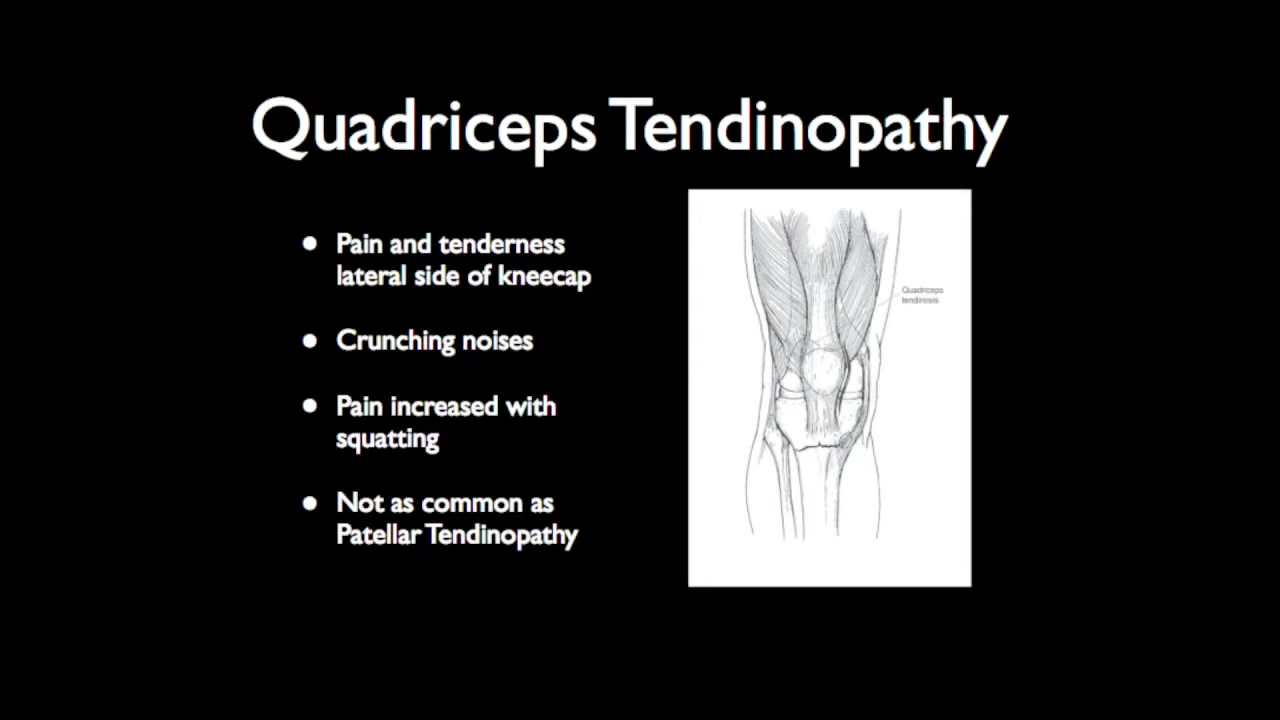 Quadriceps Tendinopathy
● Pain and tenderness
lateral side of kneecap
● Crunching noises
● Pain increased with
squatting
● Not as common as
Patellar Tendinopathy
Quadriceps
tendinosis